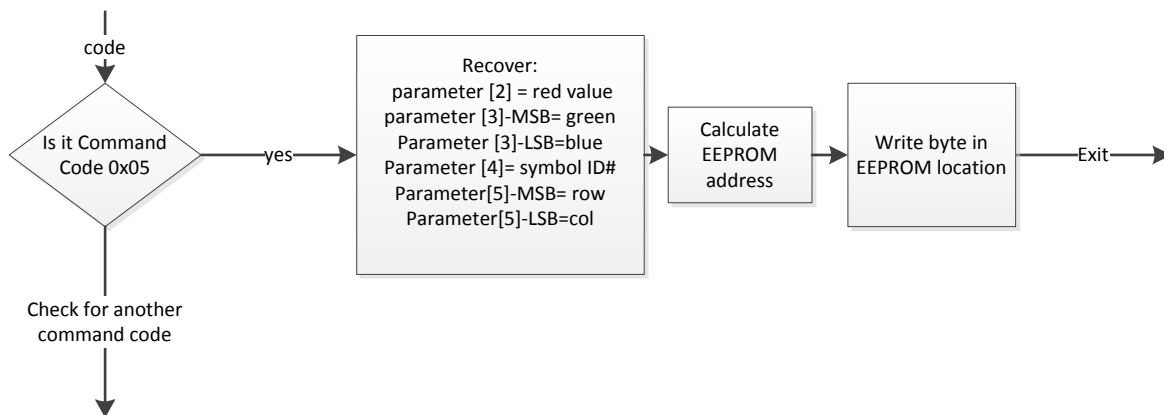 code
Is it Command
Code 0x05
yes
Recover:
parameter [2] = red value
parameter [3]-MSB= green
Parameter [3]-LSB=blue
Parameter [4]= symbol ID#
Parameter[5]-MSB= row
Parameter[5]-LSB=col
Calculate
EEPROM
address
Write byte in
EEPROM location
Exit
Check for another
command code